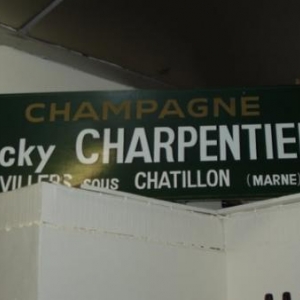 CHAMPAGNE
cky CHARPENTIE
VILLERS SOUS CHATILLON (MARNE)